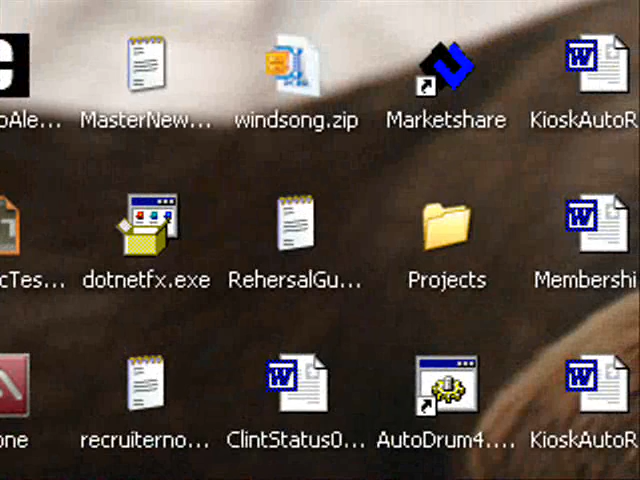 oAle... MasterNew... windsong.zip Marketshare KioskAutoR
cTes... dotnetfx.exe RehersalGu... Projects Membershi
one recruiterno... ClintStatus0... AutoDrum4.... KioskAutoR